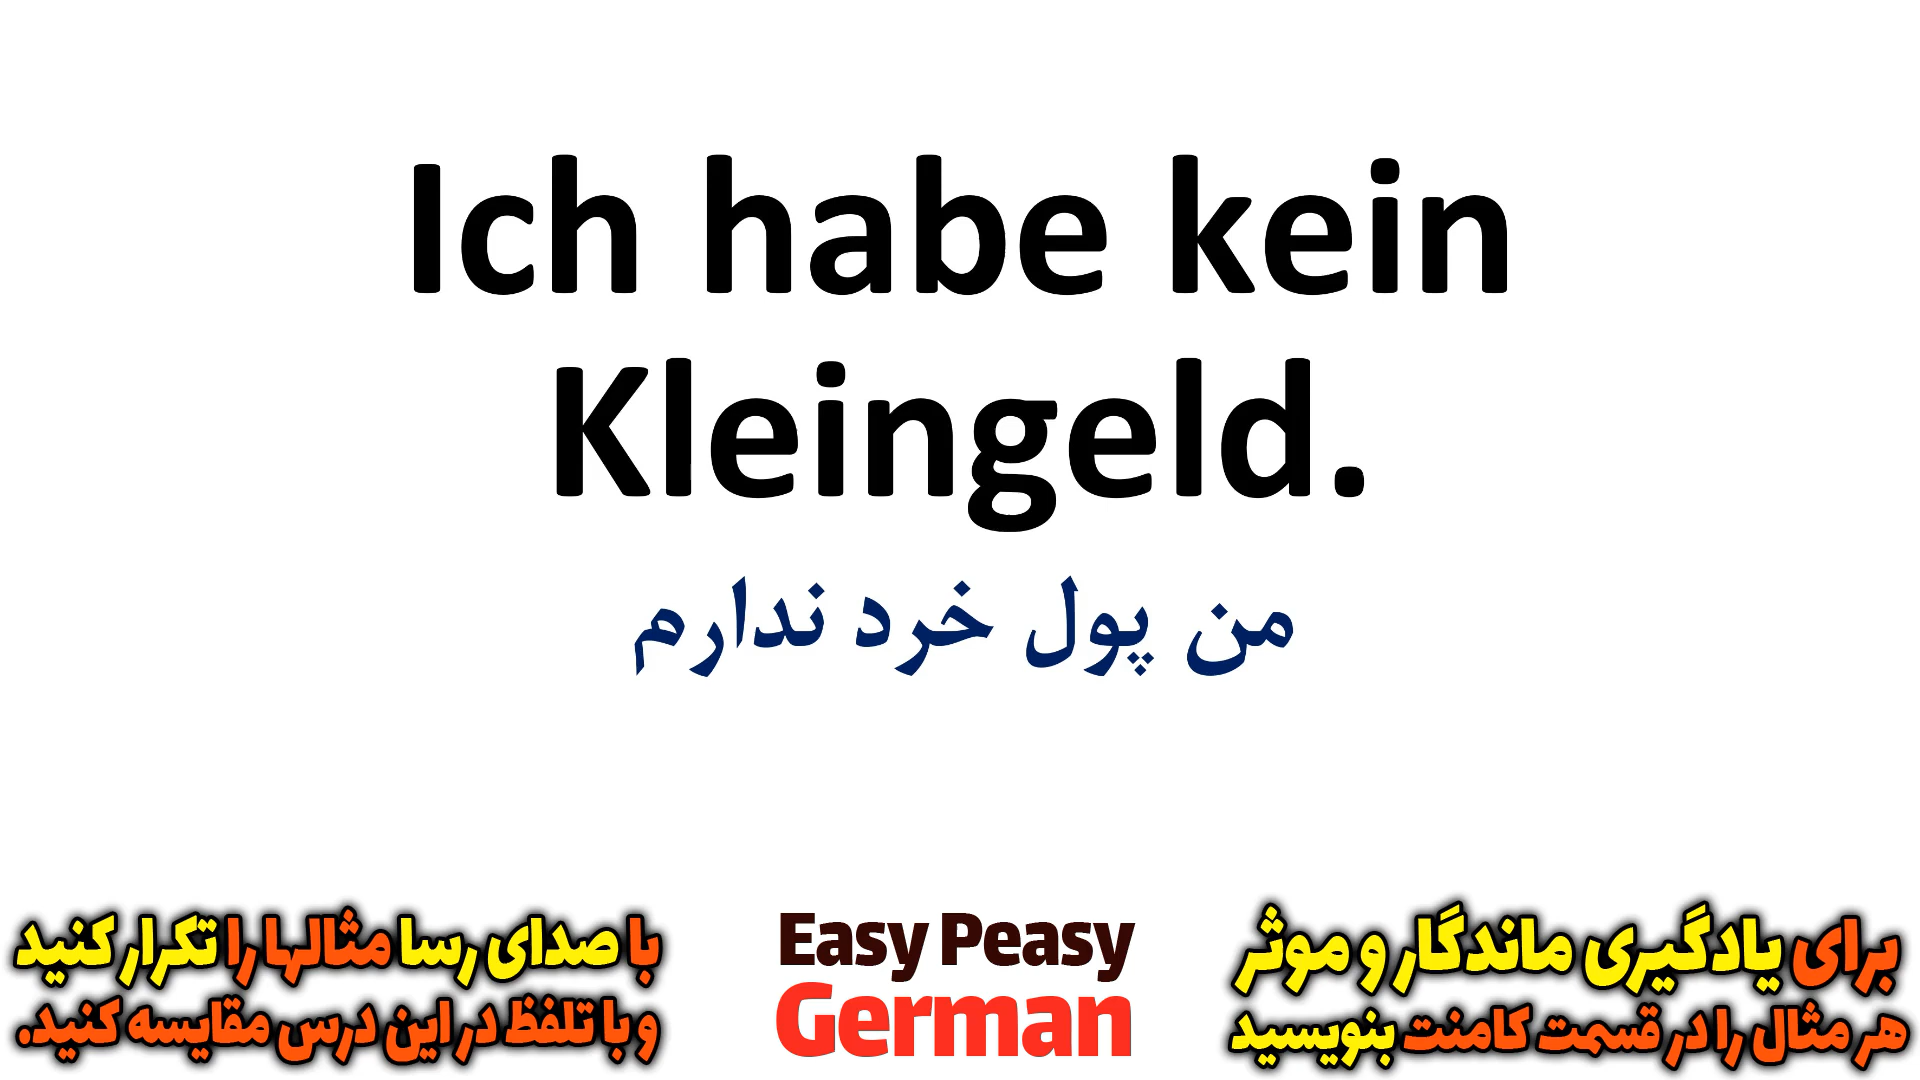 Ich habe kein
Kleingeld.
من پول خرد ندارم
با صدای رسا مثالها را تکرار کنید
و با تلفظ در این درس مقایسه کنید.
Easy Peasy
German
برای یادگیری ماندگار و موثر
هر مثال را در قسمت کامنت بنویسید